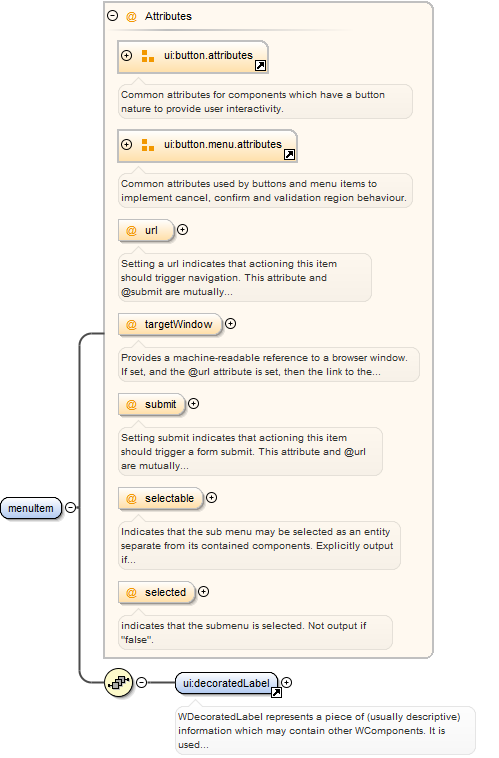 @ Attributes
ui:button.attributes
Common attributes for components which have a button
nature to provide user interactivity.
ui:button.menu.attributes
Common attributes used by buttons and menu items to
implement cancel, confirm and validation region behaviour.
@ url
Setting a url indicates that actioning this item
should trigger navigation. This attribute and
@submit are mutually...
@ targetWindow
Provides a machine-readable reference to a browser window.
If set, and the @url attribute is set, then the link to the...
@ submit
Setting submit indicates that actioning this item
should trigger a form submit. This attribute and @url
are mutually...
@ selectable
Indicates that the sub menu may be selected as an entity
separate from its contained components. Explicitly output
if...
@ selected
indicates that the submenu is selected. Not output if
"false".
menuItem
ui:decoratedLabel
WDecoratedLabel represents a piece of (usually descriptive)
information which may contain other WComponents. It is
used...